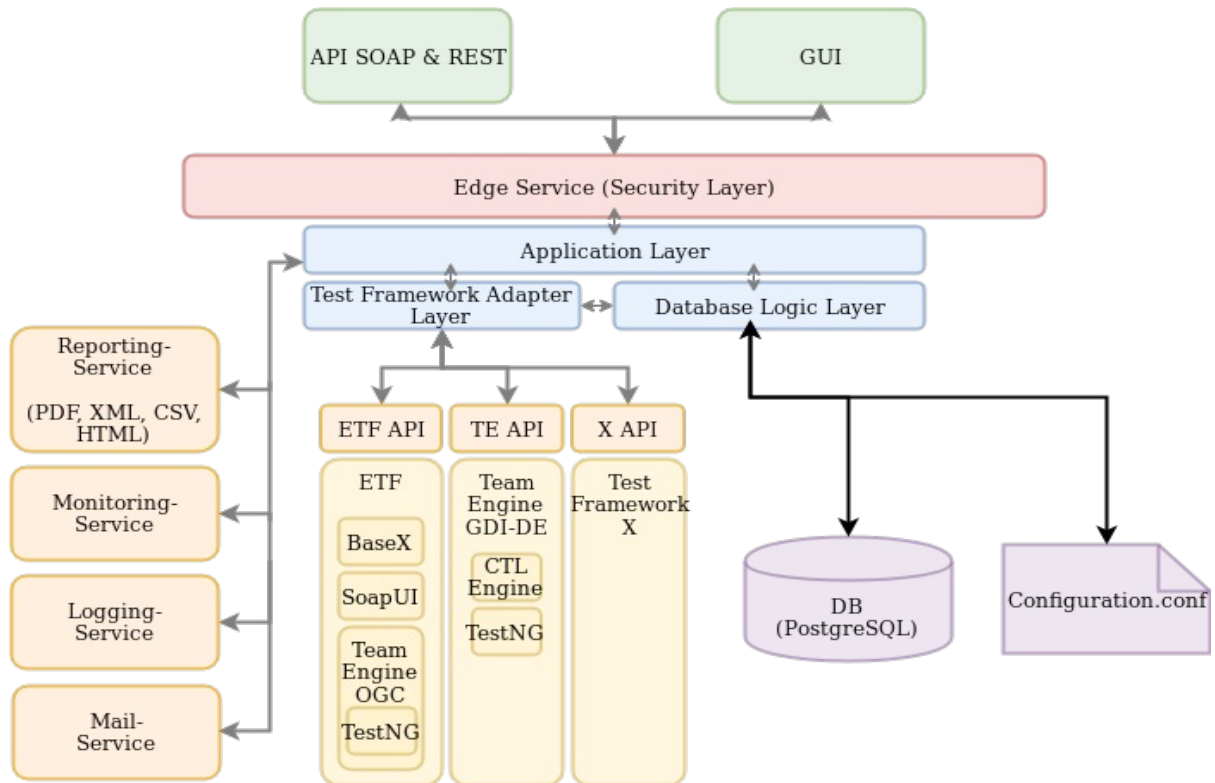 API SOAP & REST
GUI
Edge Service (Security Layer)
Application Layer
Test Framework Adapter
Layer
Database Logic Layer
Reporting-
Service
(PDF, XML, CSV,
HTML)
Monitoring-
Service
Logging-
Service
Mail-
Service
ETF API
TE API
X API
ETF
BaseX
SoapUI
Team
Engine
OGC
TestNG
Team
Engine
GDI-DE
CTL
Engine
TestNG
Test
Framework
X
DB
(PostgreSQL)
Configuration.conf